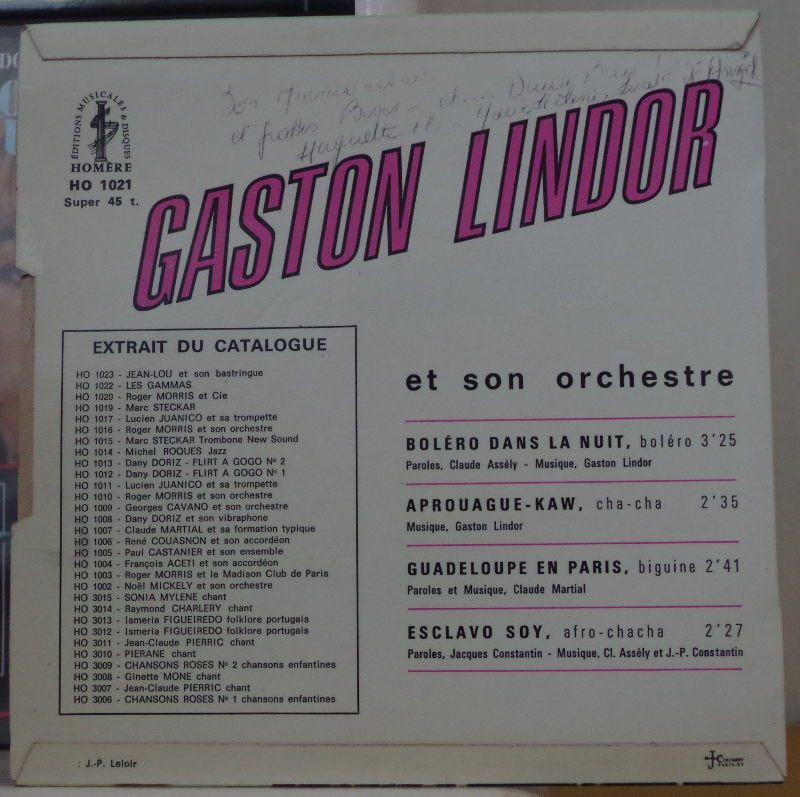 ÉDITIONS MUSICALES & DISQUES
HOMÈRE
HO 1021
Super 45 t.
et
GASTON LINDOR
et son orchestre
EXTRAIT DU CATALOGUE
HO 1023 - JEAN-LOU et son bastringue
HO 1022 - LES GAMMAS
HO 1020 - Roger MORRIS et Cie
HO 1019 - Marc STECKAR
HO 1017 - Lucien JUANICO et sa trompette
HO 1016 - Roger MORRIS et son orchestre
HO 1015 - Marc STECKAR Trombone New Sound
HO 1014 - Michel ROQUES Jazz
HO 1013 - Dany DORIZ - FLIRT A GOGO Nº 2
HO 1012 - Dany DORIZ - FLIRT A GOGO Nº 1
HO 1011 - Lucien JUANICO et sa trompette
HO 1010 - Roger MORRIS et son orchestre
HO 1009 - Georges CAVANO et son orchestre
HO 1008 - Dany DORIZ et son vibraphone
HO 1007 - Claude MARTIAL et sa formation typique
HO 1006 - René COUASNON et son accordéon
HO 1005 - Paul CASTANIER et son ensemble
HO 1004 - François ACETI et son accordéon
HO 1003 - Roger MORRIS et le Madison Club de Paris
HO 1002 - Noël MICKELY et son orchestre
HO 3015 - SONIA MYLENE chant
HO 3014 - Raymond CHARLERY chant
HO 3013 - Ismeria FIGUEIREDO folklore portugais
HO 3012 - Ismeria FIGUEIREDO folklore portugais
HO 3011 - Jean-Claude PIERRIC chant
HO 3010 - PIERANE chant
HO 3009 - CHANSONS ROSES Nº 2 chansons enfantines
HO 3008 - Ginette MONE chant
HO 3007 - Jean-Claude PIERRIC chant
HO 3006 - CHANSONS ROSES Nº 1 chansons enfantines
BOLÉRO DANS LA NUIT, boléro 3'25
Paroles, Claude Assély - Musique, Gaston Lindor
APROUAGUE-KAW, cha-cha 2'35
Musique, Gaston Lindor
GUADELOUPE EN PARIS, biguine 2'41
Paroles et Musique, Claude Martial
ESCLAVO SOY, afro-chacha 2'27
Paroles, Jacques Constantin - Musique, Cl. Assély et J.-P. Constantin
: J.-P. Leloir